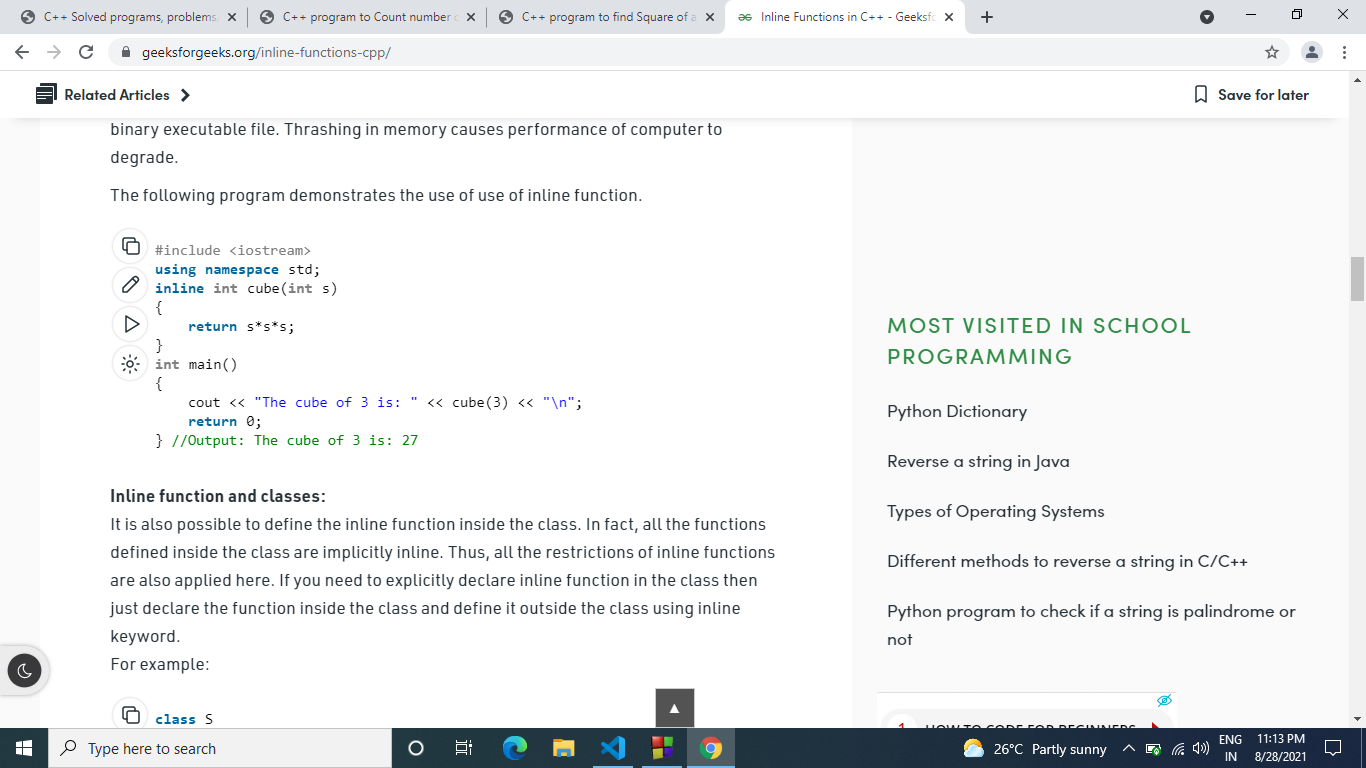 C++ Solved programs, problems
C++ program to Count number
C++ program to find Square of a
Inline Functions in C++ - Geeksf
geeksforgeeks.org/inline-functions-cpp/
Related Articles
Save for later
binary executable file. Thrashing in memory causes performance of computer to
degrade.
The following program demonstrates the use of use of inline function.
#include <iostream>
using namespace std;
inline int cube(int s)
{
    return s*s*s;
}
int main()
{
    cout << "The cube of 3 is: " << cube(3) << "\n";
    return 0;
} //Output: The cube of 3 is: 27
Inline function and classes:
It is also possible to define the inline function inside the class. In fact, all the functions
defined inside the class are implicitly inline. Thus, all the restrictions of inline functions
are also applied here. If you need to explicitly declare inline function in the class then
just declare the function inside the class and define it outside the class using inline
keyword.
For example:
class S
MOST VISITED IN SCHOOL
PROGRAMMING
Python Dictionary
Reverse a string in Java
Types of Operating Systems
Different methods to reverse a string in C/C++
Python program to check if a string is palindrome or
not
1 HOW TO CODE FOR BEGINNERS
Type here to search
26°C Partly sunny
ENG
IN
11:13 PM
8/28/2021